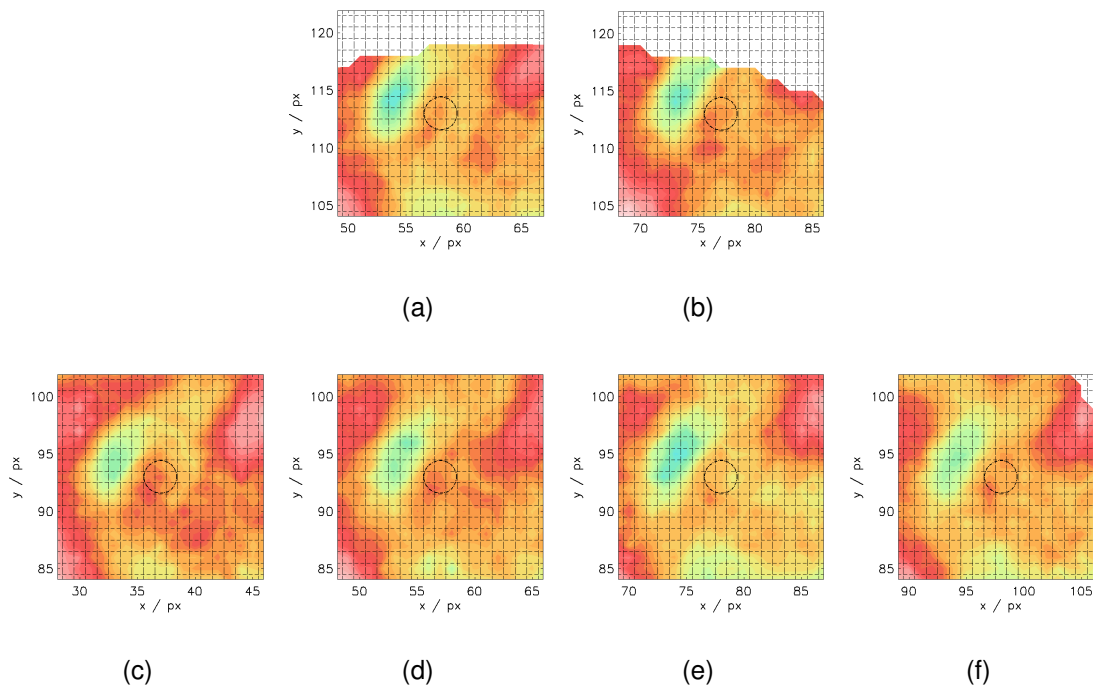 120
115
110
105
y / px
50 55 60 65
x / px
120
115
110
105
y / px
70 75 80 85
x / px
(a) (b)
100
95
90
85
y / px
30 35 40 45
x / px
100
95
90
85
y / px
50 55 60 65
x / px
100
95
90
85
y / px
70 75 80 85
x / px
100
95
90
85
y / px
90 95 100 105
x / px
(c) (d) (e) (f)